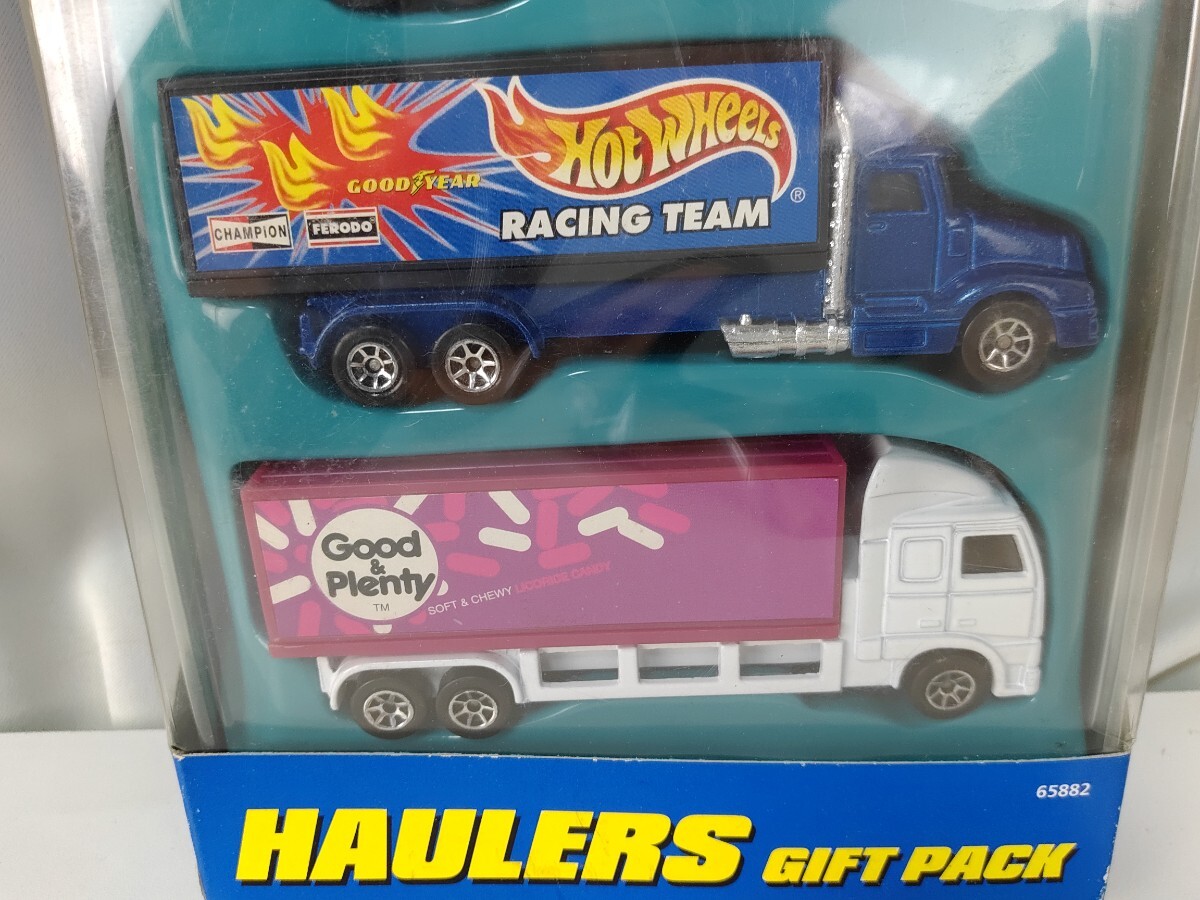 HOT WHEELS
®
GOODYEAR
CHAMPION
FERODO
RACING TEAM
Good
&
Plenty
TM
SOFT & CHEWY LICORICE CANDY
65882
HAULERS GIFT PACK